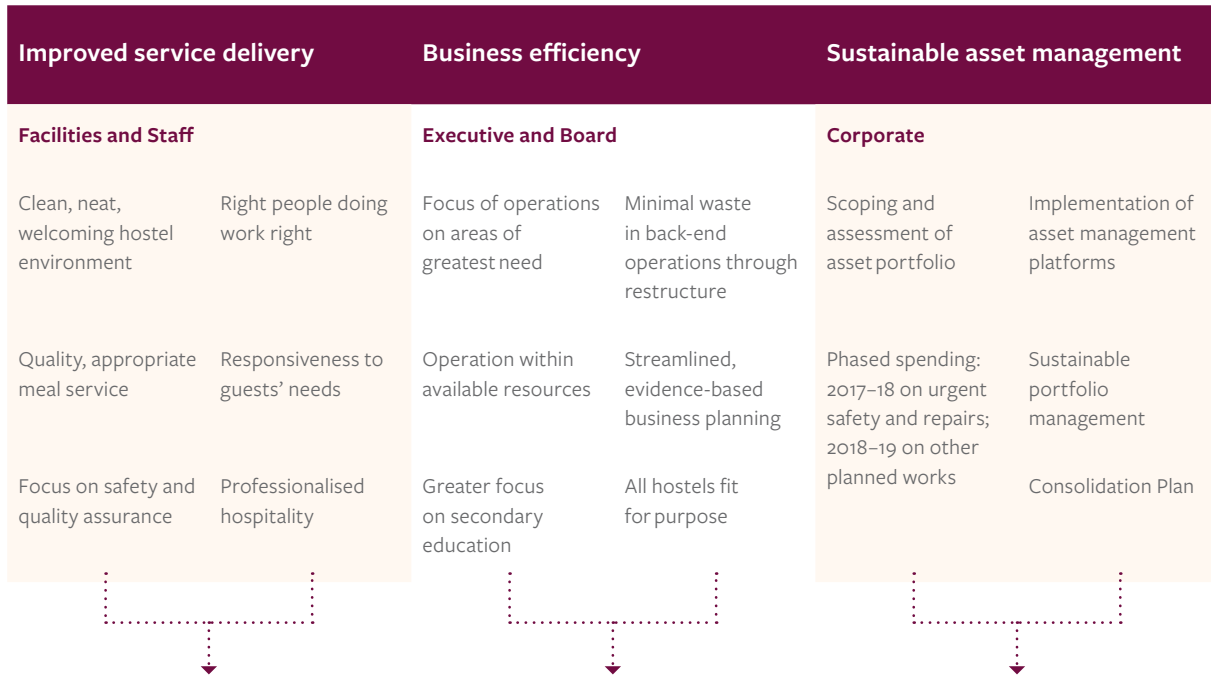 Improved service delivery
Business efficiency
Sustainable asset management
Facilities and Staff
Clean, neat,
welcoming hostel
environment
Right people doing
work right
Quality, appropriate
meal service
Responsiveness to
guests’ needs
Focus on safety and
quality assurance
Professionalised
hospitality
Executive and Board
Focus of operations
on areas of
greatest need
Minimal waste
in back-end
operations through
restructure
Operation within
available resources
Streamlined,
evidence-based
business planning
Greater focus
on secondary
education
All hostels fit
for purpose
Corporate
Scoping and
assessment of
asset portfolio
Implementation of
asset management
platforms
Phased spending:
2017–18 on urgent
safety and repairs;
2018–19 on other
planned works
Sustainable
portfolio
management
Consolidation Plan